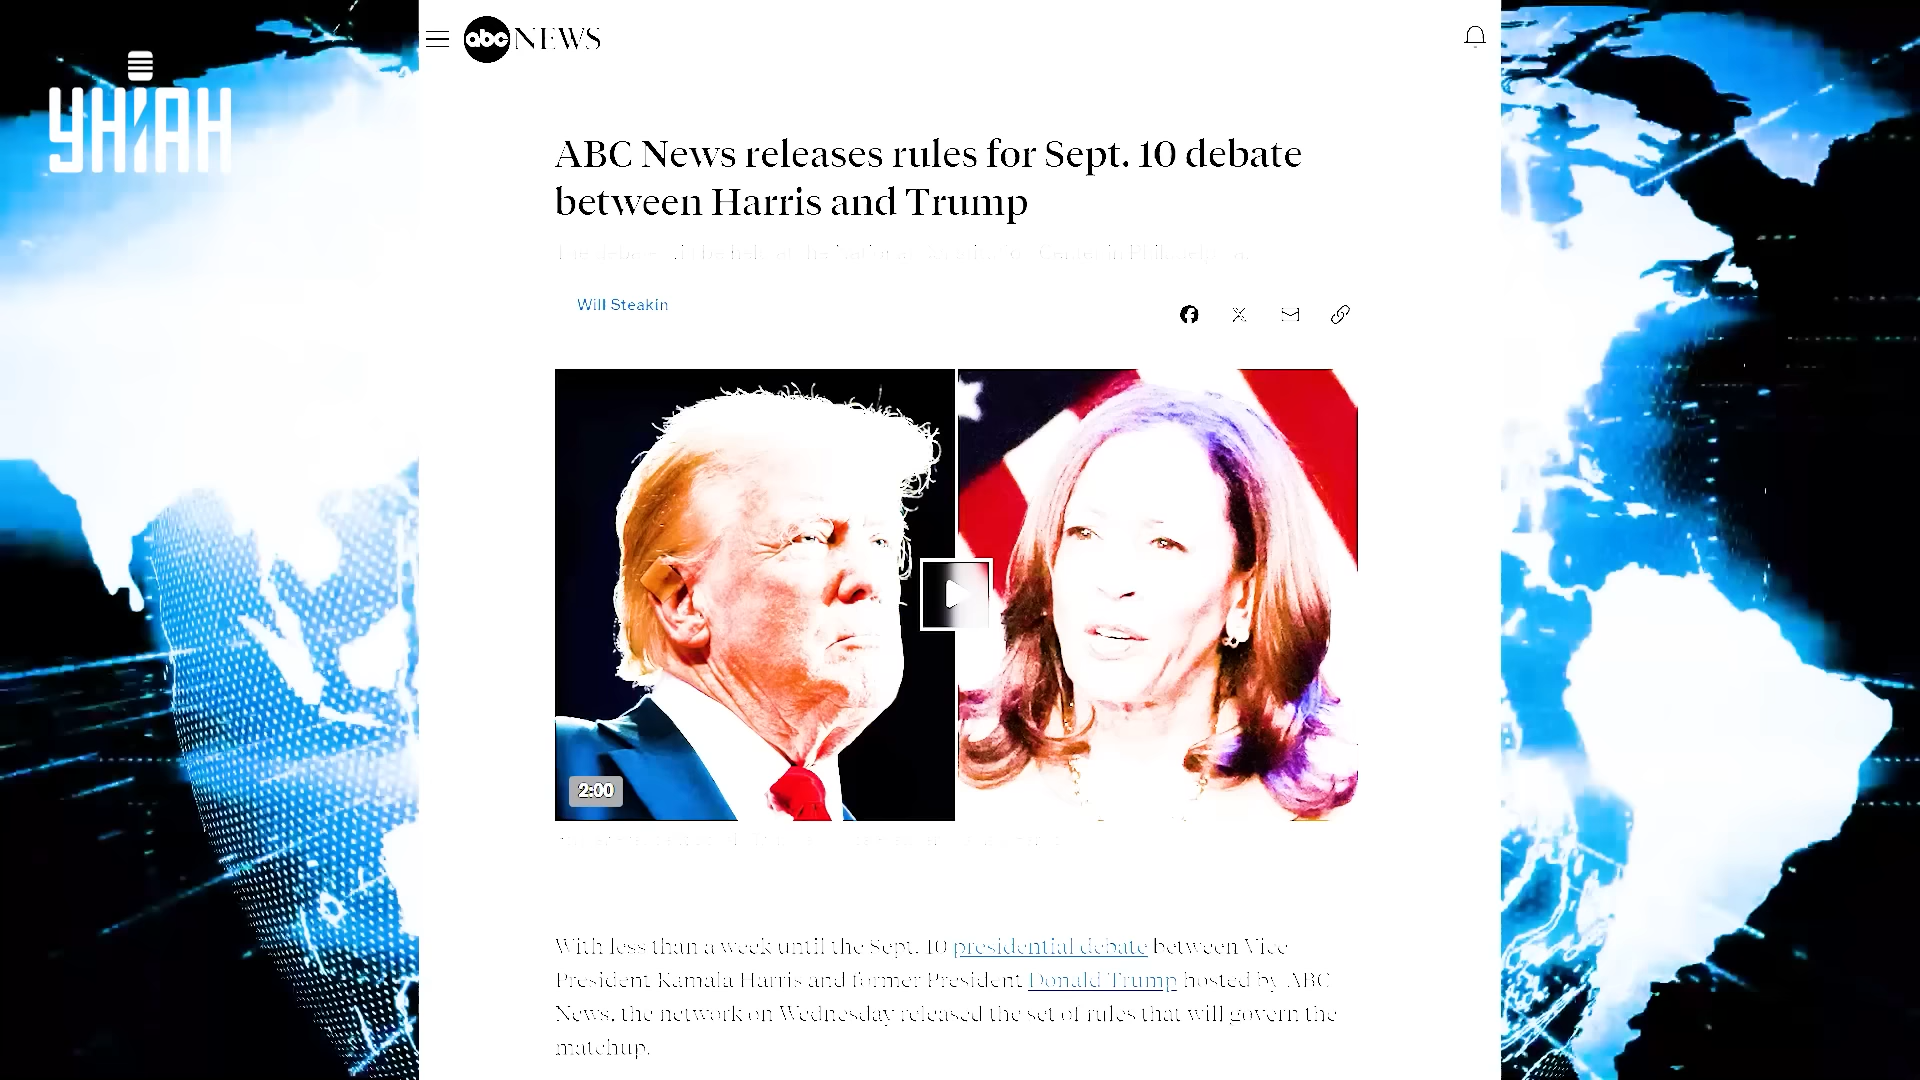 УНІАН
abc NEWS
ABC News releases rules for Sept. 10 debate
between Harris and Trump
Will Steakin
2:00
With less than a week until the Sept. 10 presidential debate between Vice
President Kamala Harris and former President Donald Trump hosted by ABC
News, the network on Wednesday released the set of rules that will govern the
matchup.